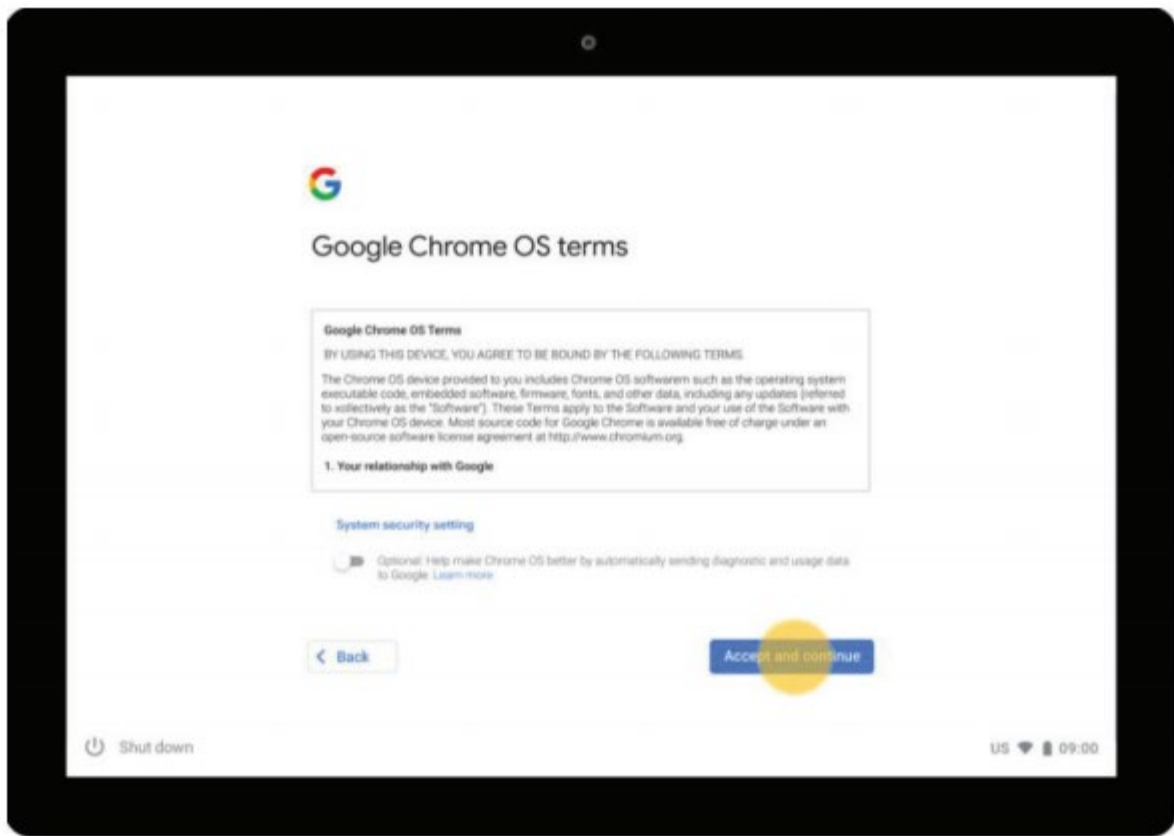 Google Chrome OS terms
Google Chrome OS Terms
BY USING THIS DEVICE, YOU AGREE TO BE BOUND BY THE FOLLOWING TERMS.
The Chrome OS device provided to you includes Chrome OS softwarem such as the operating system
executable code, embedded software, firmware, fonts, and other data, including any updates (referred
to xollectively as the "Software"). These Terms apply to the Software and your use of the Software with
your Chrome OS device. Most source code for Google Chrome is available free of charge under an
open-source software license agreement at http://www.chromium.org.
1. Your relationship with Google
System security setting
Optional: Help make Chrome OS better by automatically sending diagnostic and usage data
to Google. Learn more
Back
Accept and continue
Shut down
US 09:00